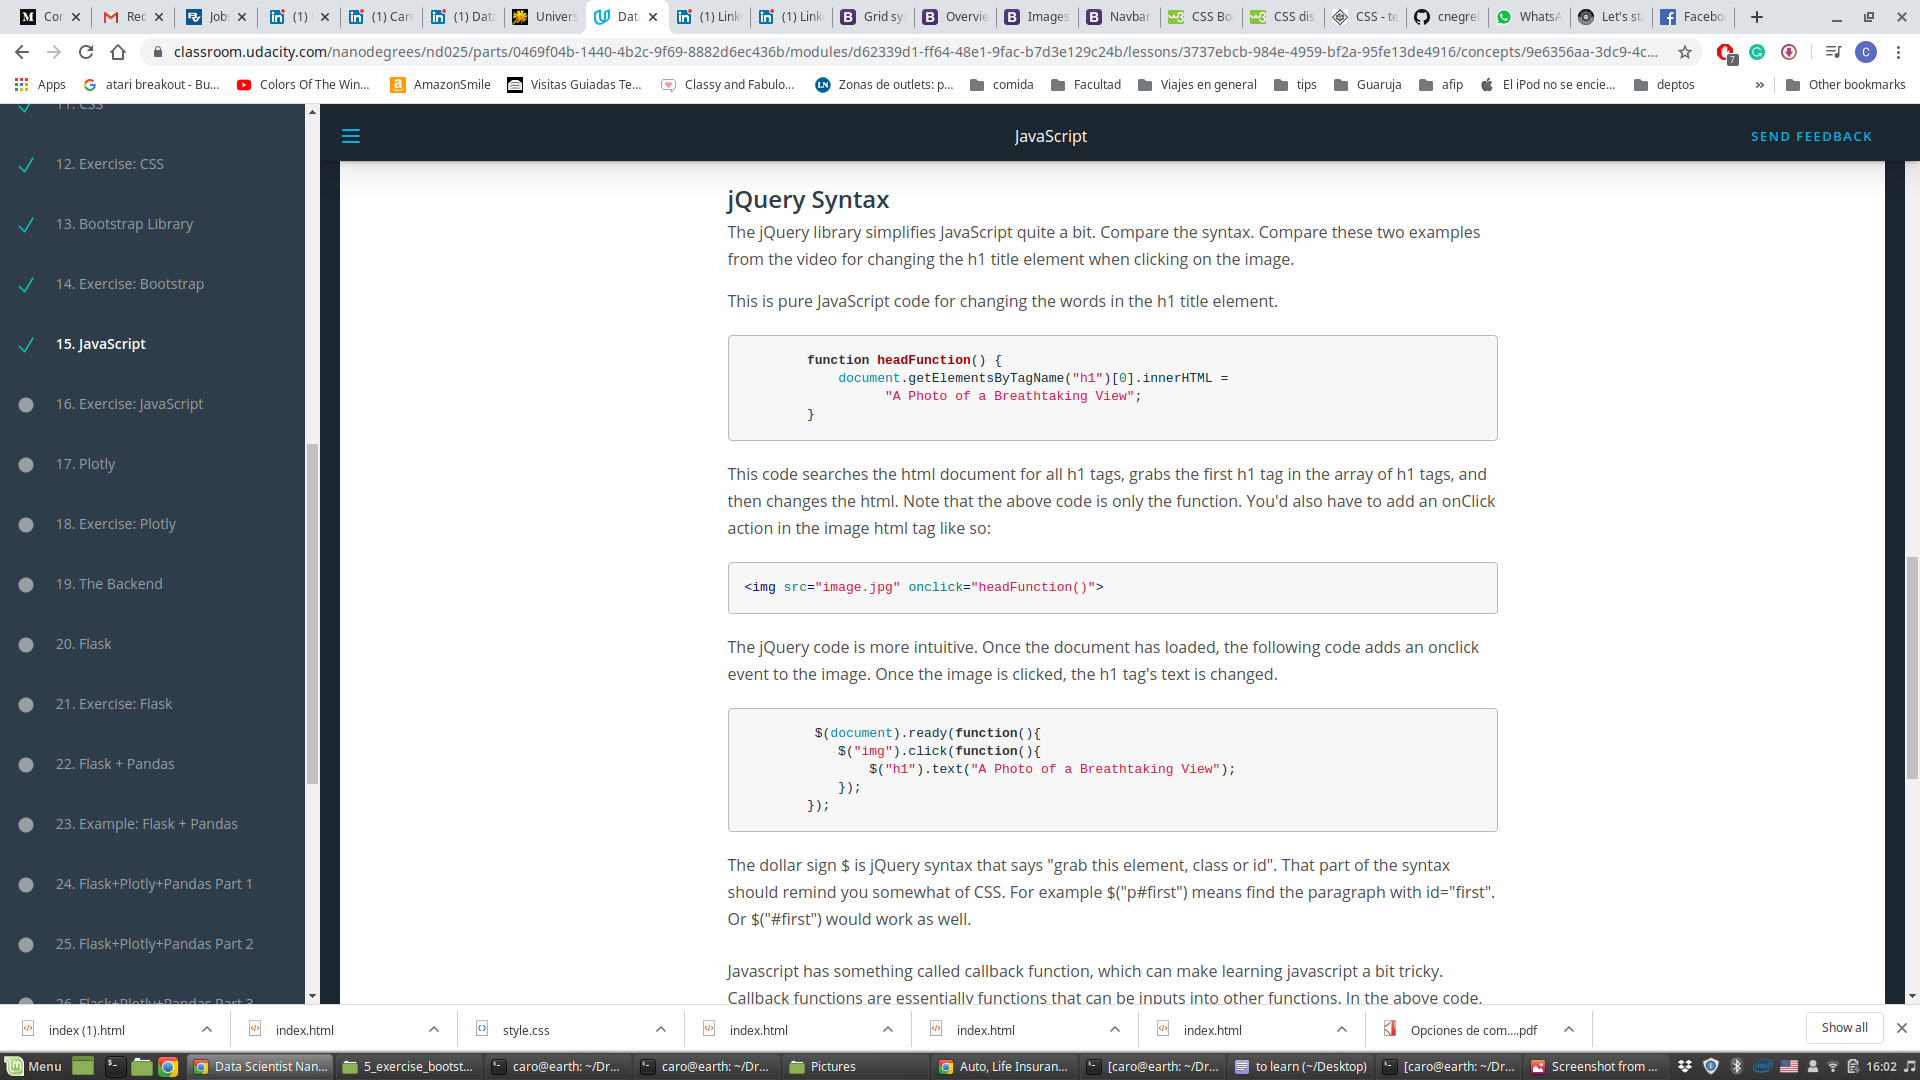 Cor
Rec
Jobs
(1)
(1) Caro
(1) Data
Univers
Data
(1) Link
(1) Link
Grid sy
Overvie
Images
Navbar
CSS Bo
CSS dis
CSS - te
cnegre
WhatsA
Let's st
Facebo
classroom.udacity.com/nanodegrees/nd025/parts/0469f04b-1440-4b2c-9f69-8882d6ec436b/modules/d62339d1-ff64-48e1-9fac-b7d3e129c24b/lessons/3737ebcb-984e-4959-bf2a-95fe13de4916/concepts/9e6356aa-3dc9-4c...
7
C
Apps
atari breakout - Bu...
Colors Of The Win...
AmazonSmile
Visitas Guiadas Te...
Classy and Fabulo...
Zonas de outlets: p...
comida
Facultad
Viajes en general
tips
Guaruja
afip
El iPod no se encie...
deptos
»
Other bookmarks
11. CSS
12. Exercise: CSS
13. Bootstrap Library
14. Exercise: Bootstrap
15. JavaScript
16. Exercise: JavaScript
17. Plotly
18. Exercise: Plotly
19. The Backend
20. Flask
21. Exercise: Flask
22. Flask + Pandas
23. Example: Flask + Pandas
24. Flask+Plotly+Pandas Part 1
25. Flask+Plotly+Pandas Part 2
26. Flask+Plotly+Pandas Part 3
JavaScript
SEND FEEDBACK
jQuery Syntax
The jQuery library simplifies JavaScript quite a bit. Compare the syntax. Compare these two examples
from the video for changing the h1 title element when clicking on the image.
This is pure JavaScript code for changing the words in the h1 title element.
function headFunction() {
document.getElementsByTagName("h1")[0].innerHTML =
"A Photo of a Breathtaking View";
}
This code searches the html document for all h1 tags, grabs the first h1 tag in the array of h1 tags, and
then changes the html. Note that the above code is only the function. You'd also have to add an onClick
action in the image html tag like so:
<img src="image.jpg" onclick="headFunction()">
The jQuery code is more intuitive. Once the document has loaded, the following code adds an onclick
event to the image. Once the image is clicked, the h1 tag's text is changed.
$(document).ready(function(){
$("img").click(function(){
$("h1").text("A Photo of a Breathtaking View");
});
});
The dollar sign $ is jQuery syntax that says "grab this element, class or id". That part of the syntax
should remind you somewhat of CSS. For example $("p#first") means find the paragraph with id="first".
Or $("#first") would work as well.
Javascript has something called callback function, which can make learning javascript a bit tricky.
Callback functions are essentially functions that can be inputs into other functions. In the above code,
index (1).html
index.html
style.css
index.html
index.html
index.html
Opciones de com....pdf
Show all
Menu
Data Scientist Nan...
5_exercise_bootst...
caro@earth: ~/Dr...
caro@earth: ~/Dr...
Pictures
Auto, Life Insuran...
[caro@earth: ~/Dr...
to learn (~/Desktop)
[caro@earth: ~/Dr...
Screenshot from ...
16:02